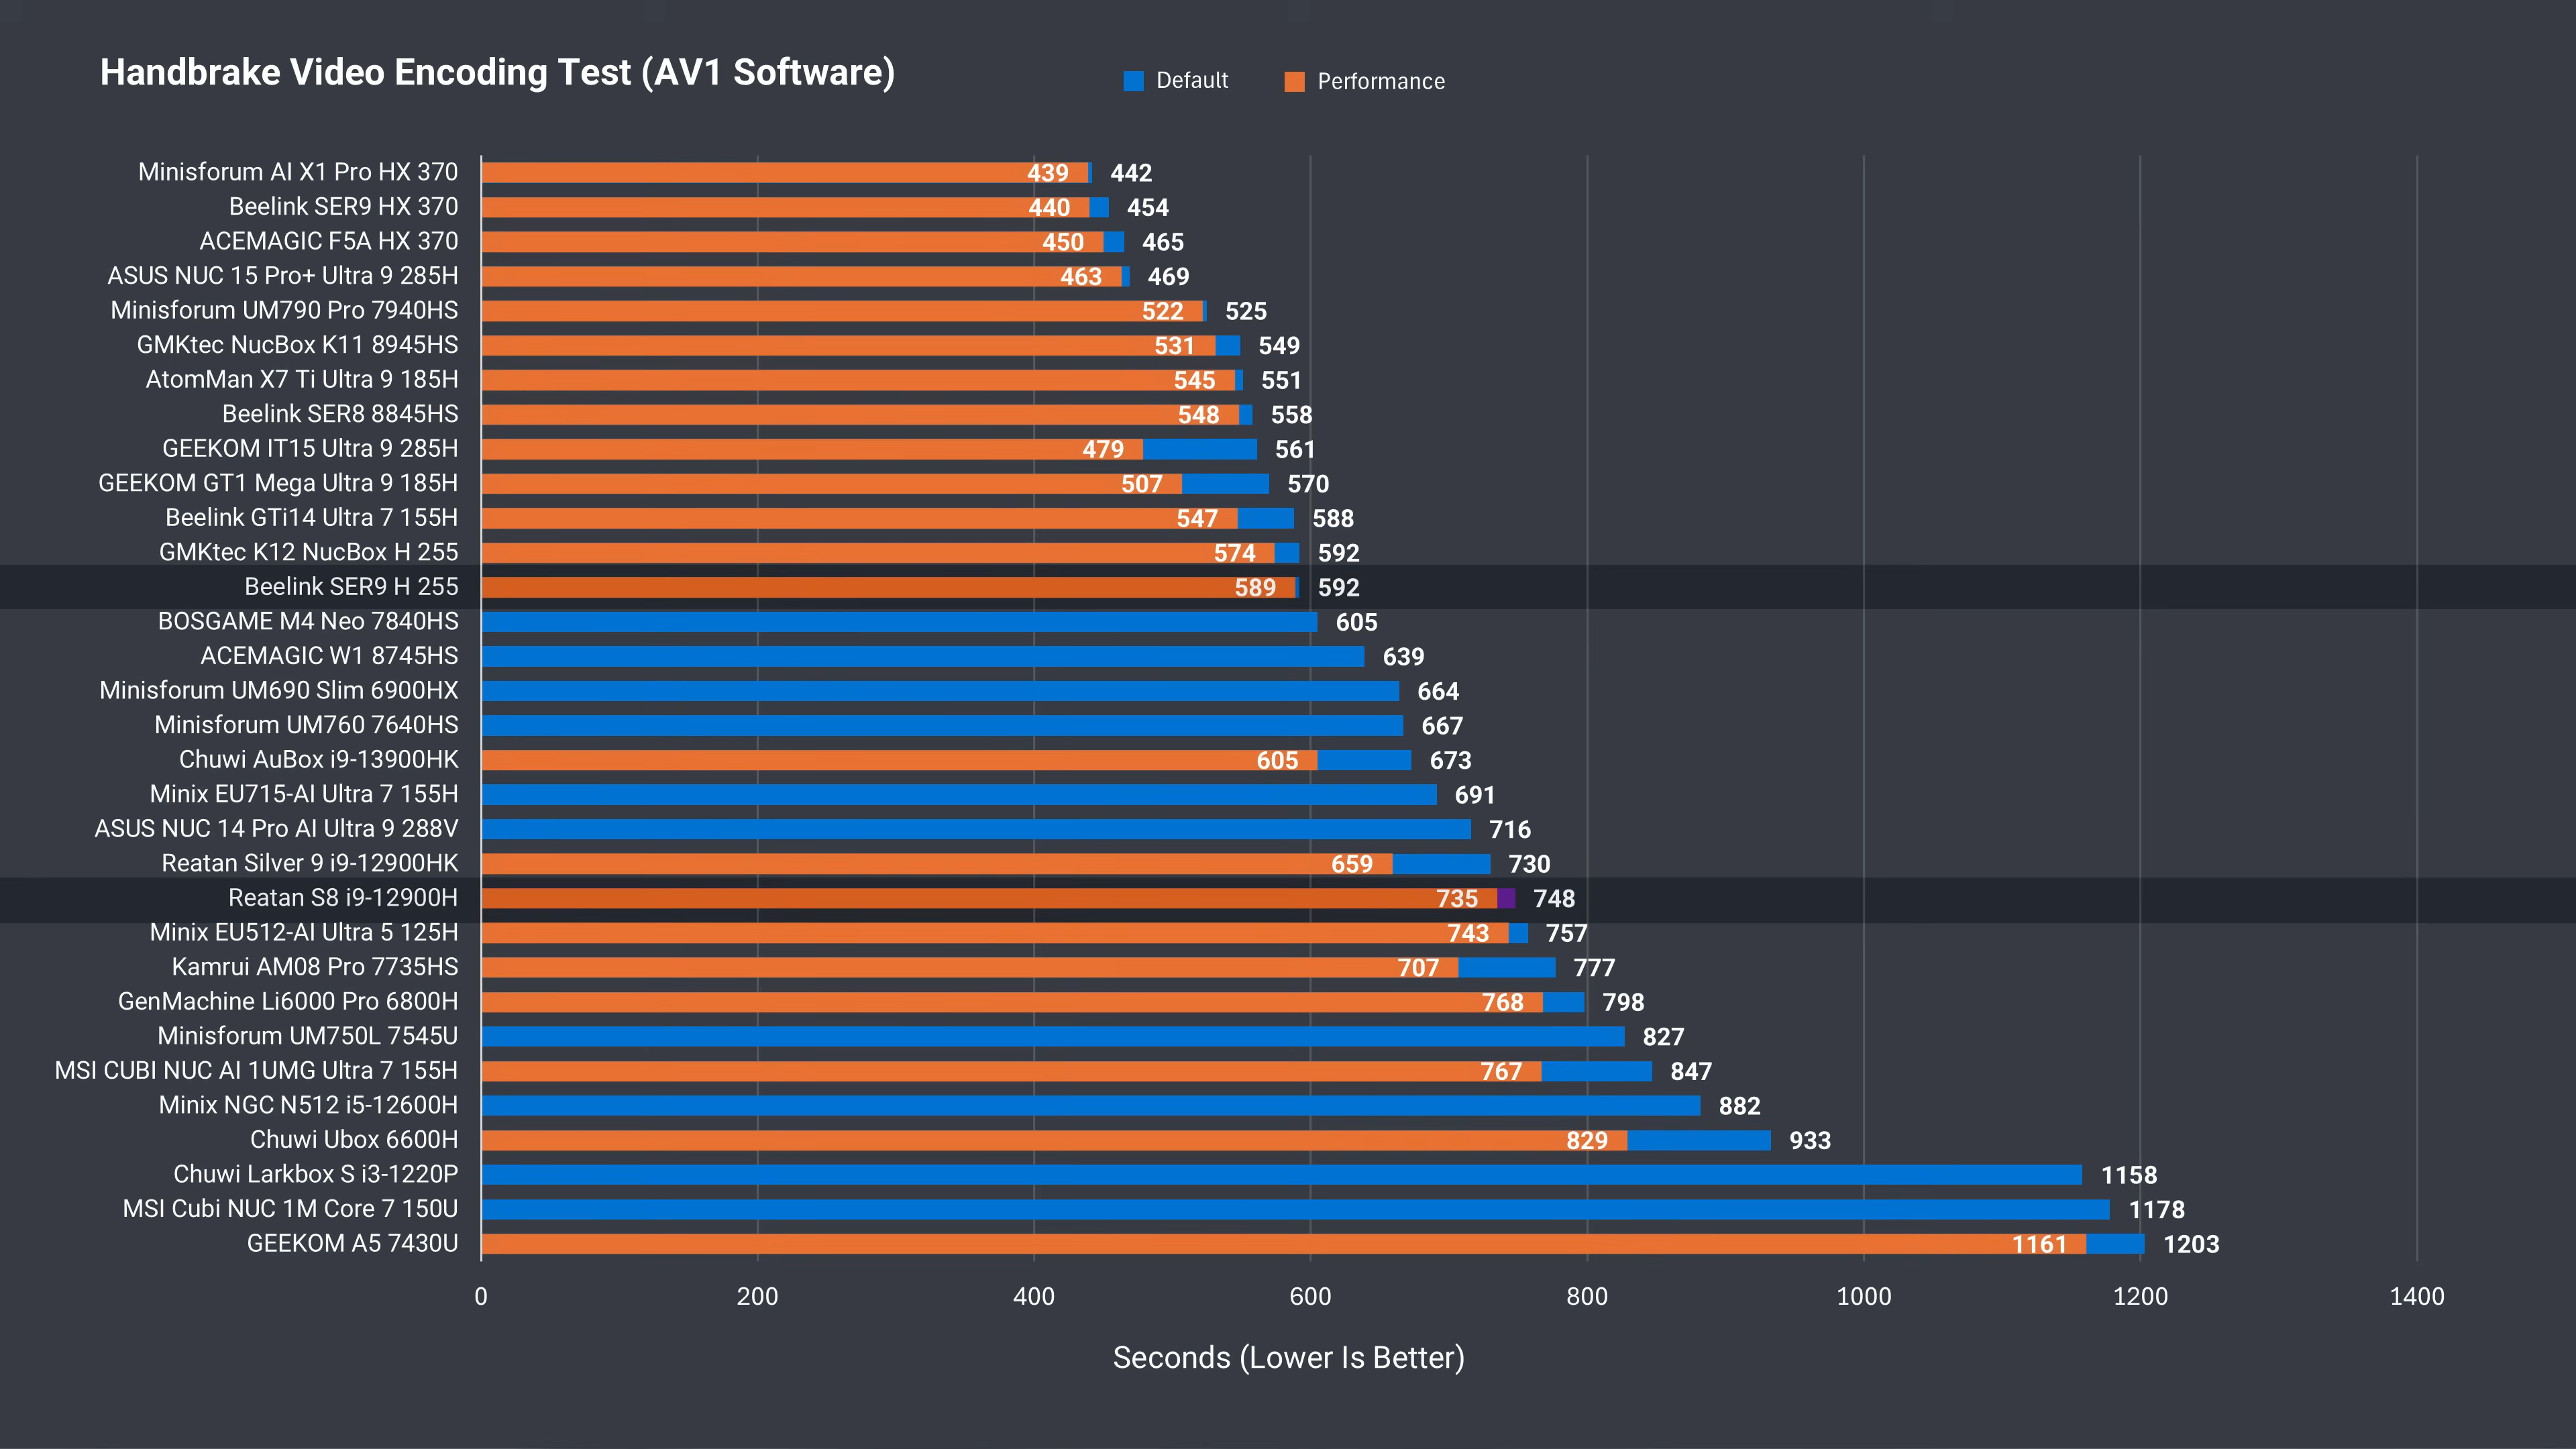 Handbrake Video Encoding Test (AV1 Software)
Default
Performance
Minisforum AI X1 Pro HX 370 439 442
Beelink SER9 HX 370 440 454
ACEMAGIC F5A HX 370 450 465
ASUS NUC 15 Pro+ Ultra 9 285H 463 469
Minisforum UM790 Pro 7940HS 522 525
GMKtec NucBox K11 8945HS 531 549
AtomMan X7 Ti Ultra 9 185H 545 551
Beelink SER8 8845HS 548 558
GEEKOM IT15 Ultra 9 285H 479 561
GEEKOM GT1 Mega Ultra 9 185H 507 570
Beelink GTi14 Ultra 7 155H 547 588
GMKtec K12 NucBox H 255 574 592
Beelink SER9 H 255 589 592
BOSGAME M4 Neo 7840HS 605
ACEMAGIC W1 8745HS 639
Minisforum UM690 Slim 6900HX 664
Minisforum UM760 7640HS 667
Chuwi AuBox i9-13900HK 605 673
Minix EU715-AI Ultra 7 155H 691
ASUS NUC 14 Pro AI Ultra 9 288V 716
Reatan Silver 9 i9-12900HK 659 730
Reatan S8 i9-12900H 735 748
Minix EU512-AI Ultra 5 125H 743 757
Kamrui AM08 Pro 7735HS 707 777
GenMachine Li6000 Pro 6800H 768 798
Minisforum UM750L 7545U 827
MSI CUBI NUC AI 1UMG Ultra 7 155H 767 847
Minix NGC N512 i5-12600H 882
Chuwi Ubox 6600H 829 933
Chuwi Larkbox S i3-1220P 1158
MSI Cubi NUC 1M Core 7 150U 1178
GEEKOM A5 7430U 1161 1203
0 200 400 600 800 1000 1200 1400
Seconds (Lower Is Better)